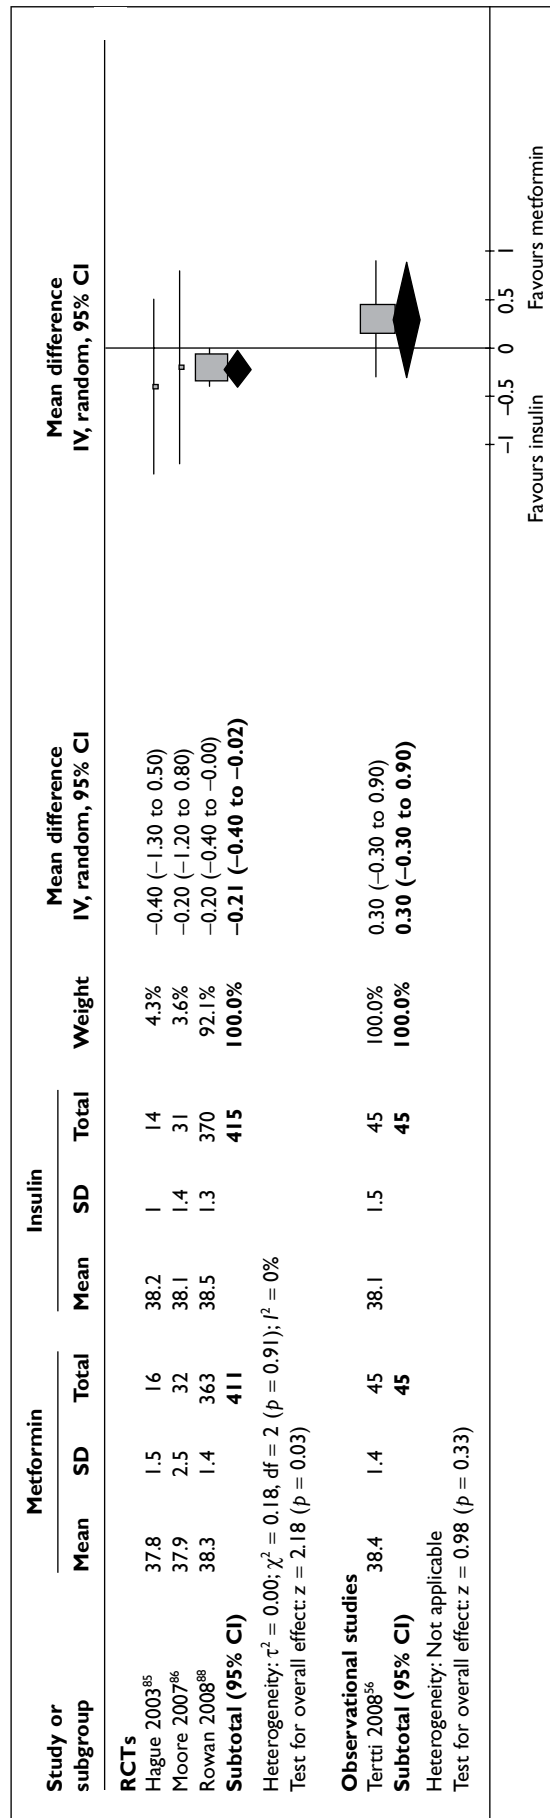 Metformin Insulin Mean difference Mean difference
Study or subgroup Mean SD Total Mean SD Total Weight IV, random, 95% CI IV, random, 95% CI
RCTs
Hague 2003⁸⁵ 37.8 1.5 16 38.2 1 14 4.3% −0.40 (−1.30 to 0.50)
Moore 2007⁸⁶ 37.9 2.5 32 38.1 1.4 31 3.6% −0.20 (−1.20 to 0.80)
Rowan 2008⁸⁸ 38.3 1.4 363 38.5 1.3 370 92.1% −0.20 (−0.40 to −0.00)
Subtotal (95% CI) 411 415 100.0% −0.21 (−0.40 to −0.02)
Heterogeneity: τ² = 0.00; χ² = 0.18, df = 2 (p = 0.91); I² = 0%
Test for overall effect: z = 2.18 (p = 0.03)
Observational studies
Tertti 2008⁵⁶ 38.4 1.4 45 38.1 1.5 45 100.0% 0.30 (−0.30 to 0.90)
Subtotal (95% CI) 45 45 100.0% 0.30 (−0.30 to 0.90)
Heterogeneity: Not applicable
Test for overall effect: z = 0.98 (p = 0.33)
−1 −0.5 0 0.5 1
Favours insulin Favours metformin